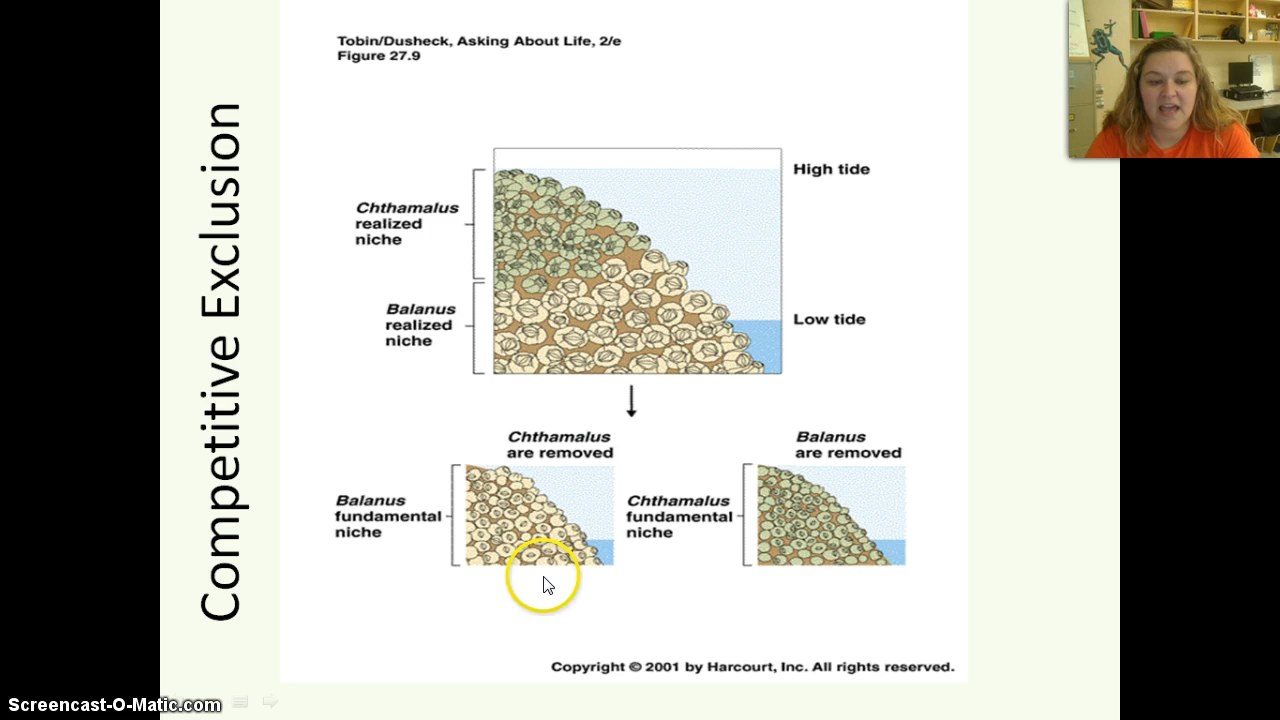 Competitive Exclusion
Tobin/Dusheck, Asking About Life, 2/e
Figure 27.9
High tide
Chthamalus
realized
niche
Balanus
realized
niche
Low tide
Chthamalus
are removed
Balanus
are removed
Balanus
fundamental
niche
Chthamalus
fundamental
niche
Copyright © 2001 by Harcourt, Inc. All rights reserved.
Screencast-O-Matic.com